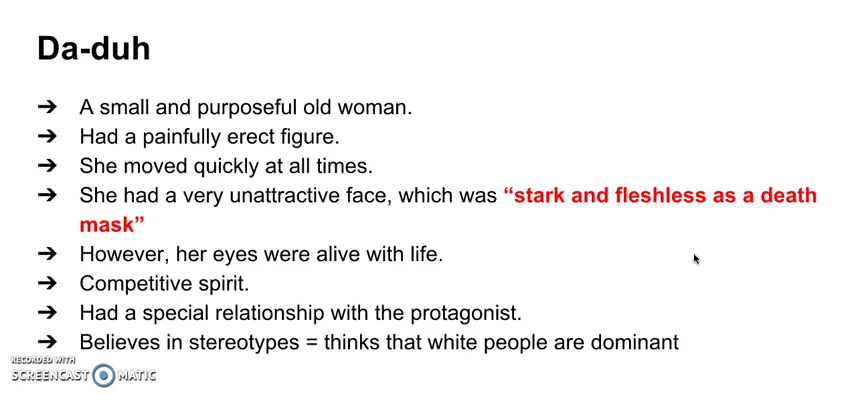 Da-duh
➔ A small and purposeful old woman.
➔ Had a painfully erect figure.
➔ She moved quickly at all times.
➔ She had a very unattractive face, which was “stark and fleshless as a death
mask”
➔ However, her eyes were alive with life.
➔ Competitive spirit.
➔ Had a special relationship with the protagonist.
➔ Believes in stereotypes = thinks that white people are dominant
RECORDED WITH
SCREENCAST MATIC